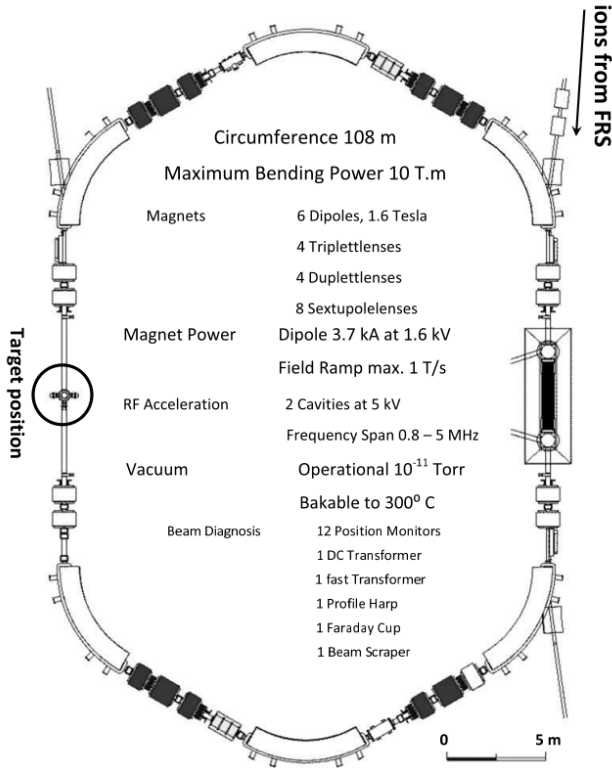 ions from FRS
Circumference 108 m
Maximum Bending Power 10 T.m
Magnets 6 Dipoles, 1.6 Tesla
4 Triplettlenses
4 Duplettlenses
8 Sextupolelenses
Magnet Power Dipole 3.7 kA at 1.6 kV
Field Ramp max. 1 T/s
RF Acceleration 2 Cavities at 5 kV
Frequency Span 0.8 – 5 MHz
Vacuum Operational 10⁻¹¹ Torr
Bakable to 300⁰ C
Beam Diagnosis 12 Position Monitors
1 DC Transformer
1 fast Transformer
1 Profile Harp
1 Faraday Cup
1 Beam Scraper
Target position
0 5 m